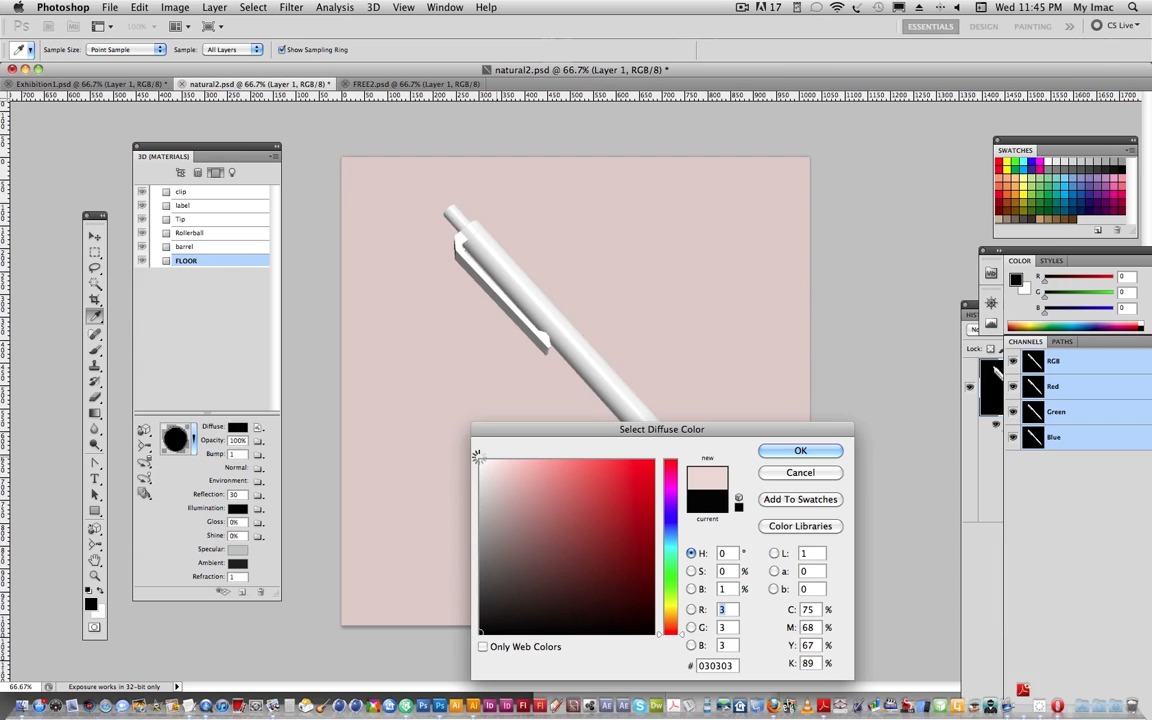 Photoshop File Edit Image Layer Select Filter Analysis 3D View Window Help
17 Wed 11:45 PM My Imac
Ps 100% ESSENTIALS DESIGN PAINTING CS Live
Sample Size: Point Sample Sample: All Layers Show Sampling Ring
natural2.psd @ 66.7% (Layer 1, RGB/8) *
Exhibition1.psd @ 66.7% (Layer 1, RGB/8) * natural2.psd @ 66.7% (Layer 1, RGB/8) * FREE2.psd @ 66.7% (Layer 1, RGB/8)
3D {MATERIALS}
clip
label
Tip
Rollerball
barrel
FLOOR
Diffuse:
Opacity: 100%
Bump: 1
Normal:
Reflection: 30
Illumination:
Gloss: 0%
Shine: 0%
Specular:
Ambient:
Refraction: 1
SWATCHES
COLOR STYLES
R 0
G 0
B 0
Lock:
CHANNELS PATHS
RGB
Red
Green
Blue
Select Diffuse Color
new
current
OK
Cancel
Add To Swatches
Color Libraries
H: 0 °
S: 0 %
B: 1 %
R: 3
G: 3
B: 3
# 030303
L: 1
a: 0
b: 0
C: 75 %
M: 68 %
Y: 67 %
K: 89 %
Only Web Colors
66.67% Exposure works in 32-bit only